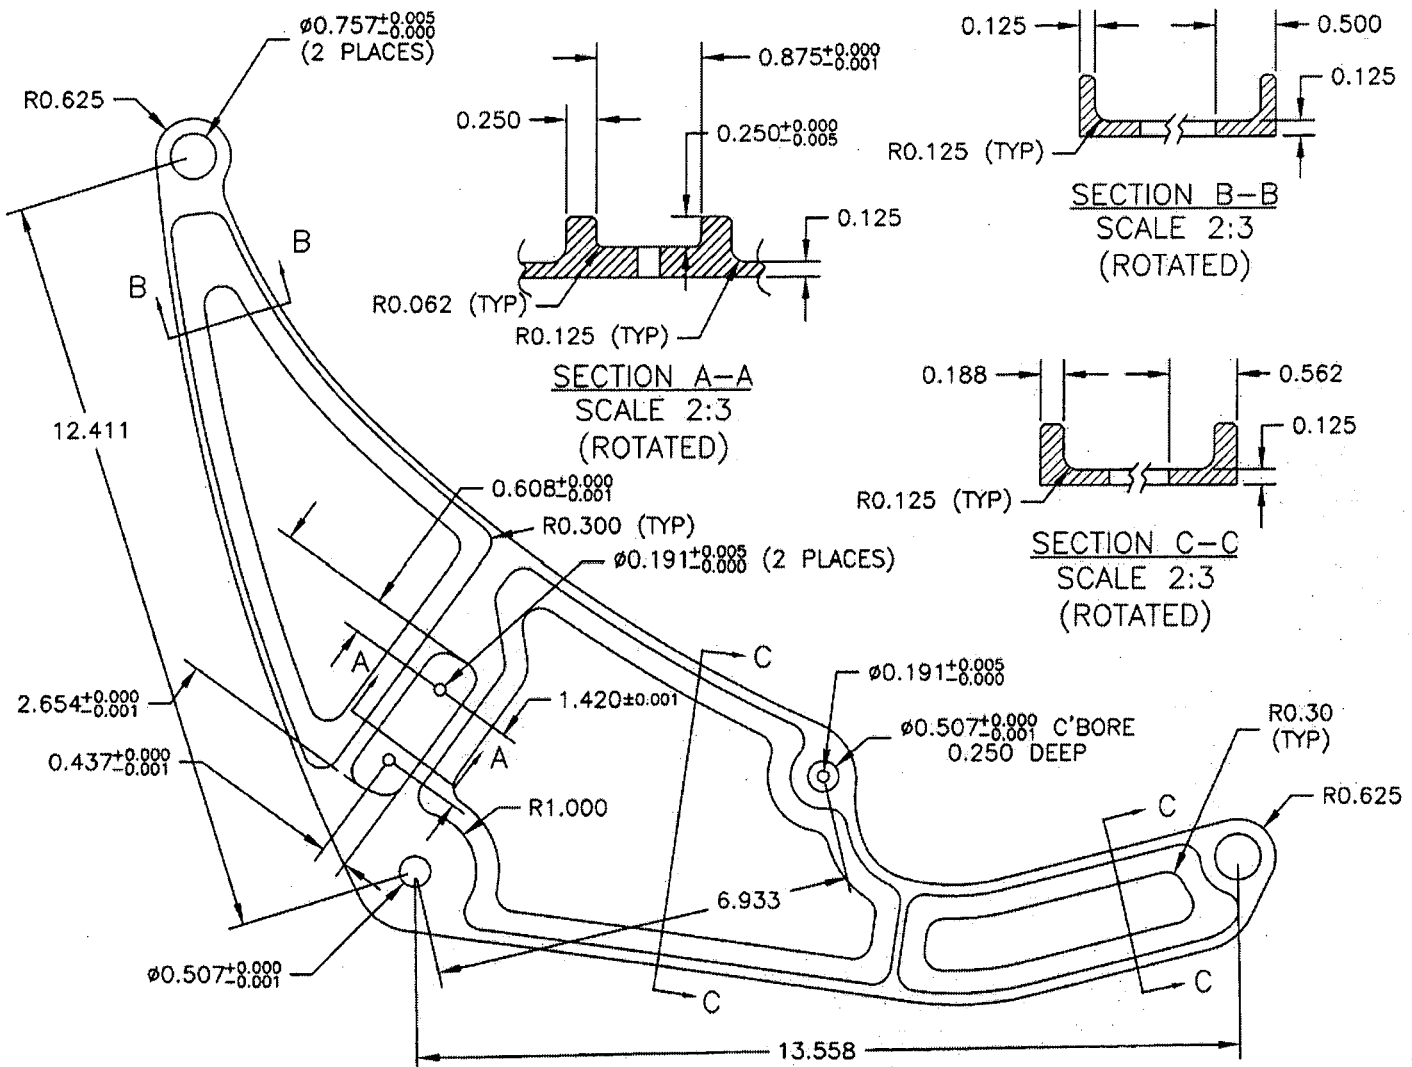 ø0.757+0.005
-0.000
(2 PLACES)
R0.625
0.875+0.000
-0.001
0.250
0.250+0.000
-0.005
0.125
R0.062 (TYP)
R0.125 (TYP)
SECTION A-A
SCALE 2:3
(ROTATED)
0.125
0.500
0.125
R0.125 (TYP)
SECTION B-B
SCALE 2:3
(ROTATED)
0.188
0.562
0.125
R0.125 (TYP)
SECTION C-C
SCALE 2:3
(ROTATED)
B
B
12.411
0.608+0.000
-0.001
R0.300 (TYP)
ø0.191+0.005
-0.000 (2 PLACES)
A
A
C
ø0.191+0.005
-0.000
2.654+0.000
-0.001
1.420±0.001
ø0.507+0.000
-0.001 C'BORE
0.250 DEEP
R0.30
(TYP)
0.437+0.000
-0.001
R1.000
C
R0.625
6.933
ø0.507+0.000
-0.001
C
C
13.558